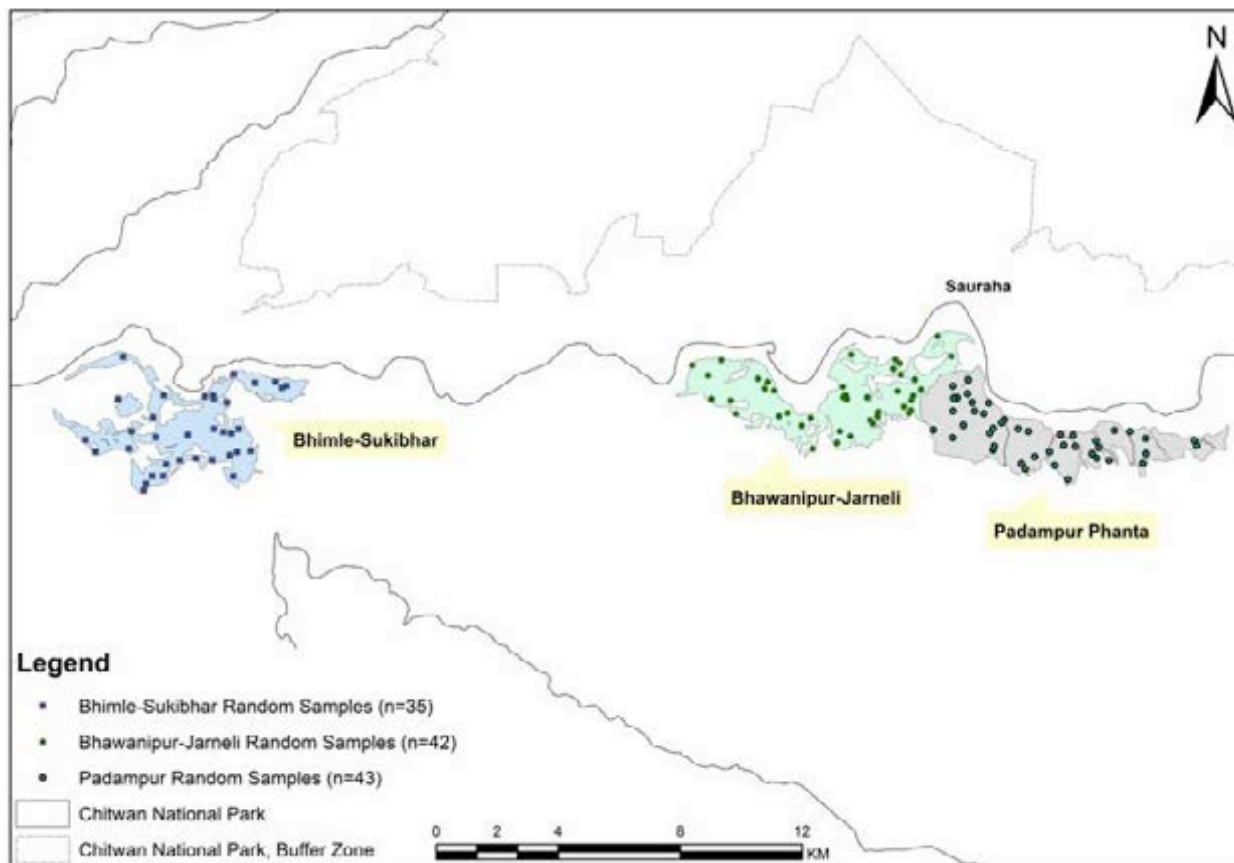 N
Sauraha
Bhimle-Sukibhar
Bhawanipur-Jarneli
Padampur Phanta
Legend
Bhimle-Sukibhar Random Samples (n=35)
Bhawanipur-Jarneli Random Samples (n=42)
Padampur Random Samples (n=43)
Chitwan National Park
Chitwan National Park, Buffer Zone
0 2 4 8 12
KM